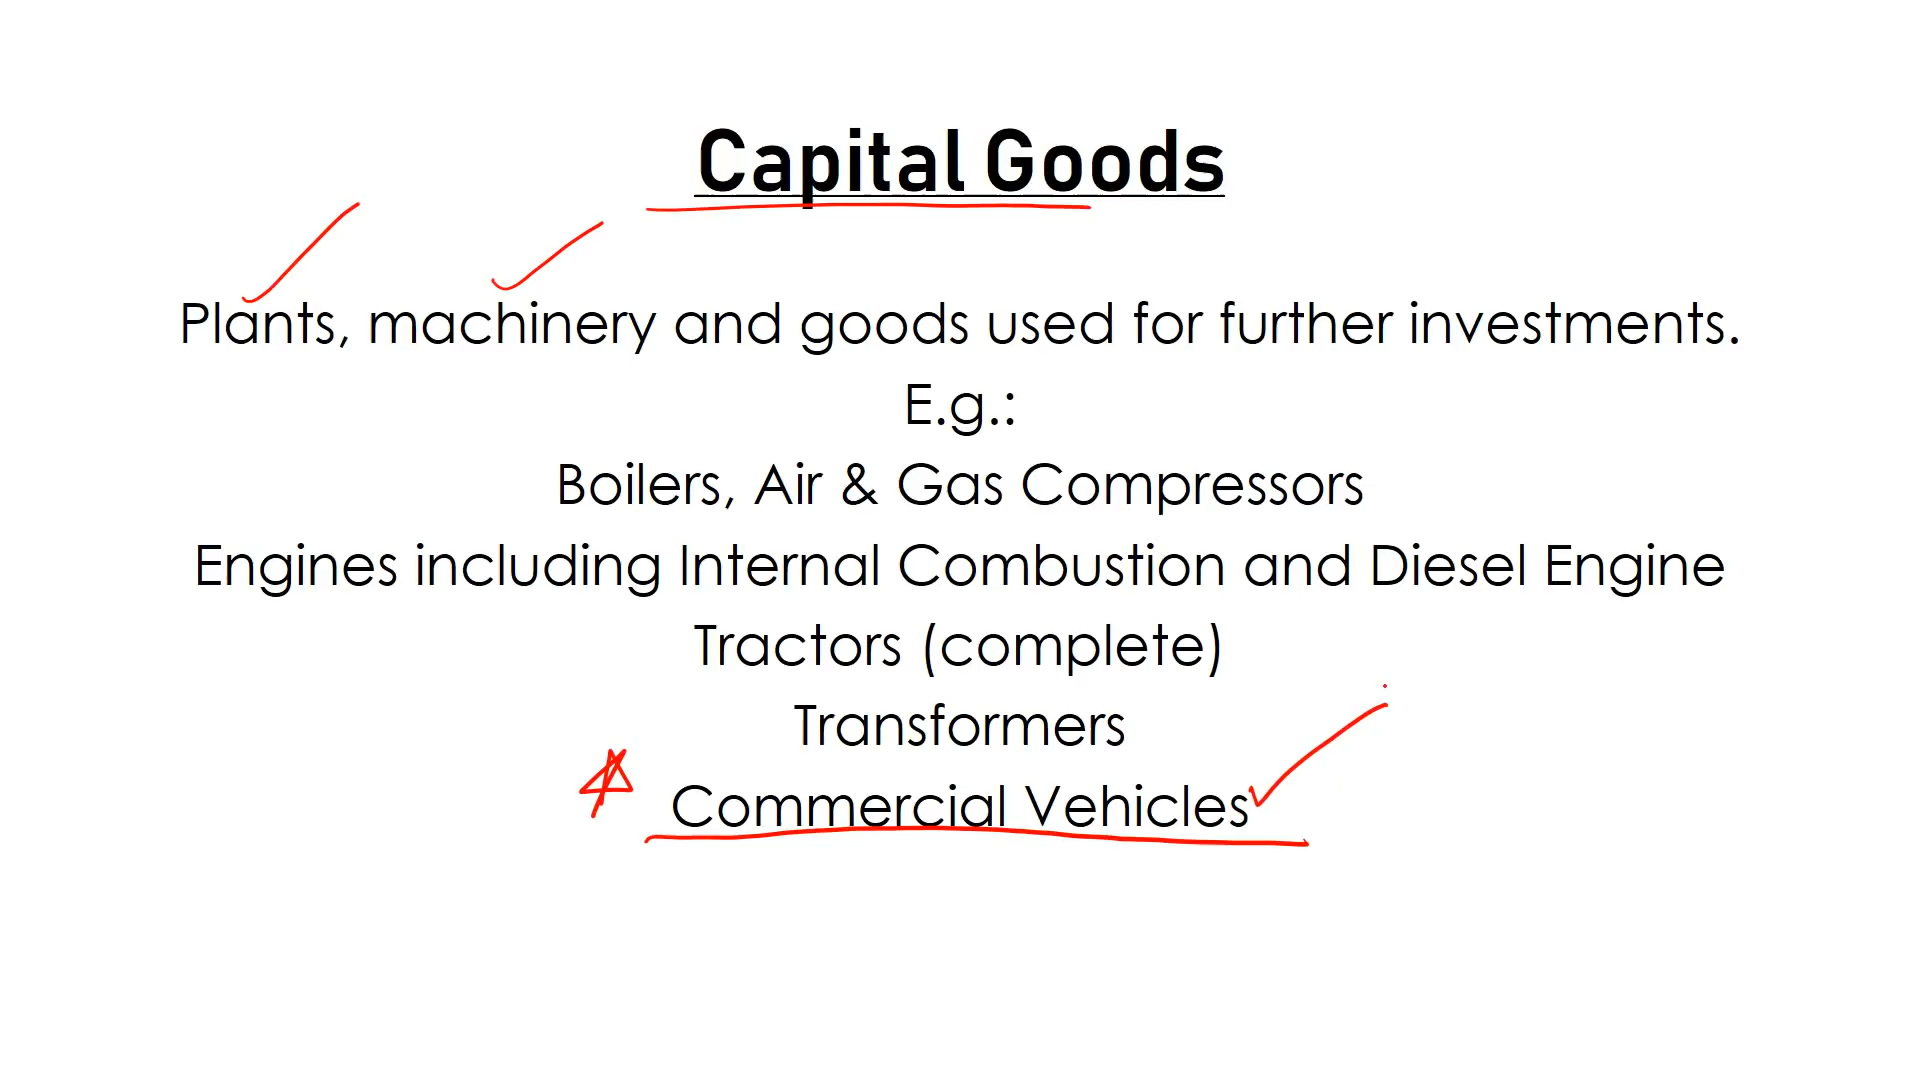 Capital Goods
Plants, machinery and goods used for further investments.
E.g.:
Boilers, Air & Gas Compressors
Engines including Internal Combustion and Diesel Engine
Tractors (complete)
Transformers
Commercial Vehicles